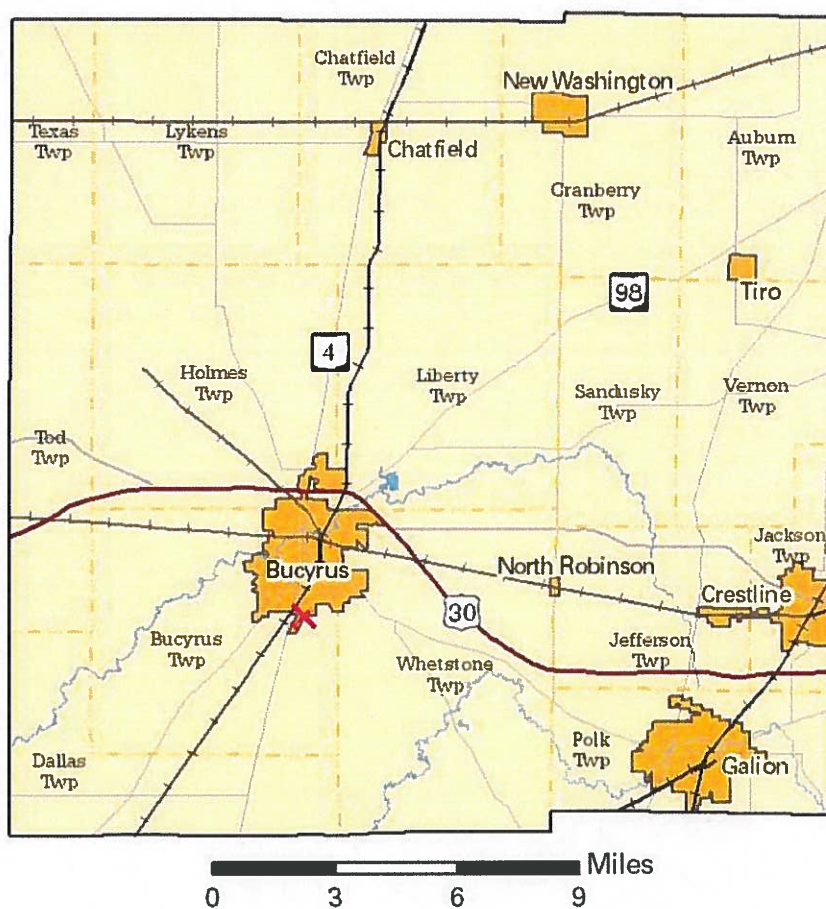 Chatfield
Twp
New Washington
Texas
Twp
Lykens
Twp
Chatfield
Auburn
Twp
Cranberry
Twp
98
Tiro
4
Holmes
Twp
Liberty
Twp
Sandusky
Twp
Vernon
Twp
Tod
Twp
Jackson
Twp
Bucyrus
North Robinson
Crestline
30
Bucyrus
Twp
Whetstone
Twp
Jefferson
Twp
Polk
Twp
Dallas
Twp
Galion
Miles
0 3 6 9